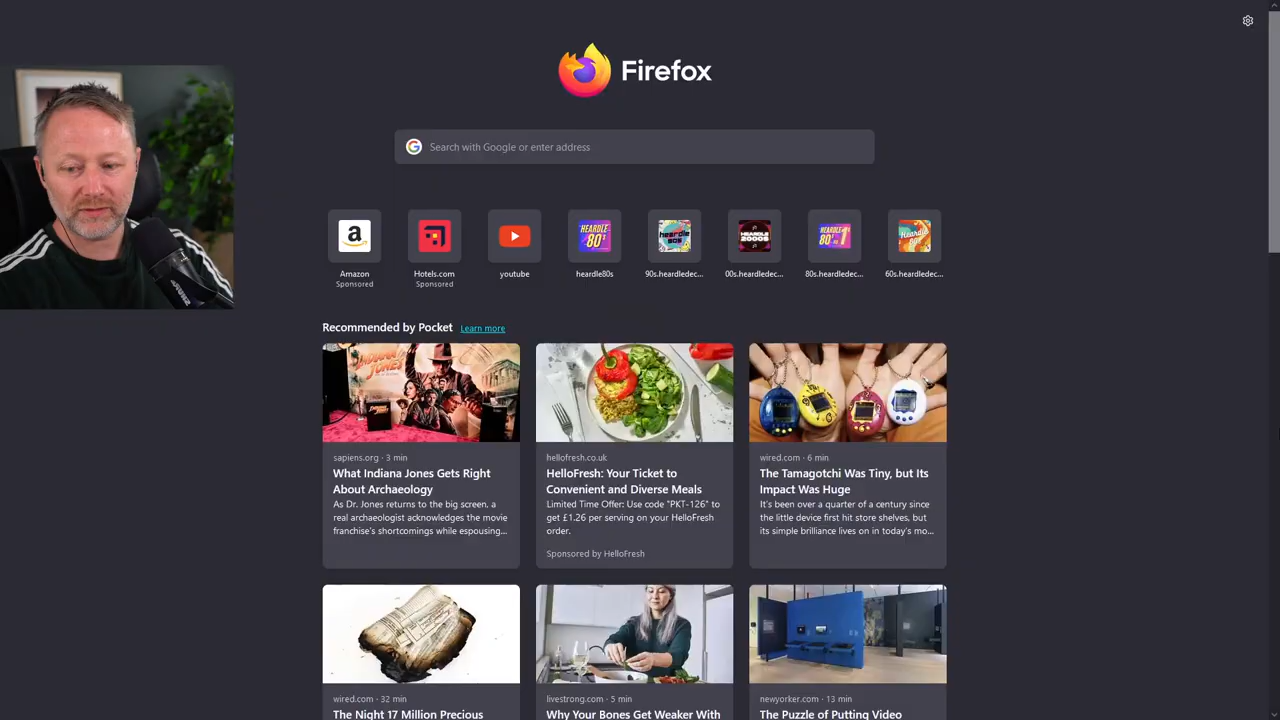 Firefox
Search with Google or enter address
Amazon
Sponsored
Hotels.com
Sponsored
youtube
heardle80s
90s.heardledec...
00s.heardledec...
80s.heardledec...
60s.heardledec...
Recommended by Pocket Learn more
sapiens.org · 3 min
What Indiana Jones Gets Right
About Archaeology
As Dr. Jones returns to the big screen, a
real archaeologist acknowledges the movie
franchise's shortcomings while espousing...
hellofresh.co.uk
HelloFresh: Your Ticket to
Convenient and Diverse Meals
Limited Time Offer: Use code "PKT-126" to
get £1.26 per serving on your HelloFresh
order.
Sponsored by HelloFresh
wired.com · 6 min
The Tamagotchi Was Tiny, but Its
Impact Was Huge
It's been over a quarter of a century since
the little device first hit store shelves, but
its simple brilliance lives on in today's mo...
wired.com · 32 min
The Night 17 Million Precious
livestrong.com · 5 min
Why Your Bones Get Weaker With
newyorker.com · 13 min
The Puzzle of Putting Video